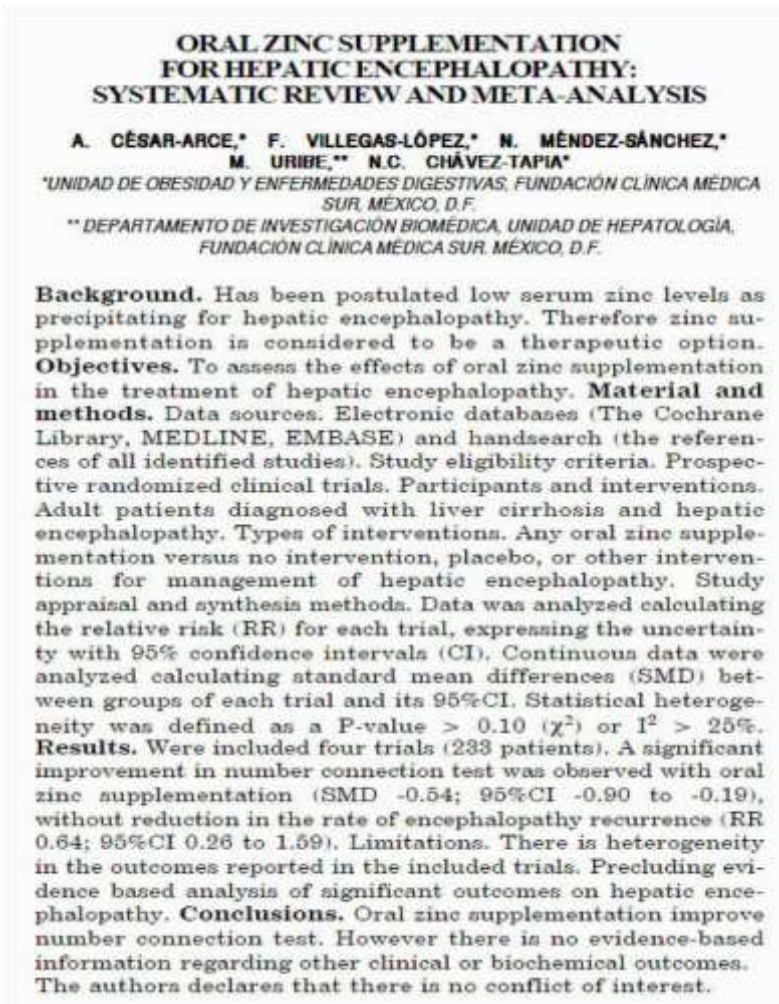 ORAL ZINC SUPPLEMENTATION
FOR HEPATIC ENCEPHALOPATHY:
SYSTEMATIC REVIEW AND META-ANALYSIS
A. CÉSAR-ARCE,* F. VILLEGAS-LÓPEZ,* N. MÉNDEZ-SÁNCHEZ,*
M. URIBE,** N.C. CHÁVEZ-TAPIA*
*UNIDAD DE OBESIDAD Y ENFERMEDADES DIGESTIVAS, FUNDACIÓN CLÍNICA MÉDICA
SUR, MÉXICO, D.F.
** DEPARTAMENTO DE INVESTIGACIÓN BIOMÉDICA, UNIDAD DE HEPATOLOGÍA,
FUNDACIÓN CLÍNICA MÉDICA SUR. MÉXICO, D.F.
Background. Has been postulated low serum zinc levels as
precipitating for hepatic encephalopathy. Therefore zinc su-
pplementation is considered to be a therapeutic option.
Objectives. To assess the effects of oral zinc supplementation
in the treatment of hepatic encephalopathy. Material and
methods. Data sources. Electronic databases (The Cochrane
Library, MEDLINE, EMBASE) and handsearch (the referen-
ces of all identified studies). Study eligibility criteria. Prospec-
tive randomized clinical trials. Participants and interventions.
Adult patients diagnosed with liver cirrhosis and hepatic
encephalopathy. Types of interventions. Any oral zinc supple-
mentation versus no intervention, placebo, or other interven-
tions for management of hepatic encephalopathy. Study
appraisal and synthesis methods. Data was analyzed calculating
the relative risk (RR) for each trial, expressing the uncertain-
ty with 95% confidence intervals (CI). Continuous data were
analyzed calculating standard mean differences (SMD) bet-
ween groups of each trial and its 95%CI. Statistical heteroge-
neity was defined as a P-value > 0.10 (χ²) or I² > 25%.
Results. Were included four trials (233 patients). A significant
improvement in number connection test was observed with oral
zinc supplementation (SMD -0.54; 95%CI -0.90 to -0.19),
without reduction in the rate of encephalopathy recurrence (RR
0.64; 95%CI 0.26 to 1.59). Limitations. There is heterogeneity
in the outcomes reported in the included trials. Precluding evi-
dence based analysis of significant outcomes on hepatic ence-
phalopathy. Conclusions. Oral zinc supplementation improve
number connection test. However there is no evidence-based
information regarding other clinical or biochemical outcomes.
The authors declares that there is no conflict of interest.